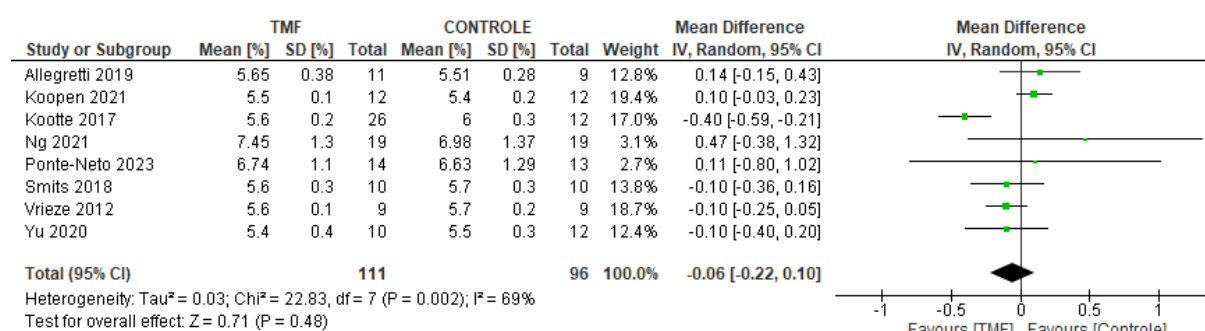 TMF CONTROLE Mean Difference Mean Difference
Study or Subgroup Mean [%] SD [%] Total Mean [%] SD [%] Total Weight IV, Random, 95% CI IV, Random, 95% CI
Allegretti 2019 5.65 0.38 11 5.51 0.28 9 12.8% 0.14 [-0.15, 0.43]
Koopen 2021 5.5 0.1 12 5.4 0.2 12 19.4% 0.10 [-0.03, 0.23]
Kootte 2017 5.6 0.2 26 6 0.3 12 17.0% -0.40 [-0.59, -0.21]
Ng 2021 7.45 1.3 19 6.98 1.37 19 3.1% 0.47 [-0.38, 1.32]
Ponte-Neto 2023 6.74 1.1 14 6.63 1.29 13 2.7% 0.11 [-0.80, 1.02]
Smits 2018 5.6 0.3 10 5.7 0.3 10 13.8% -0.10 [-0.36, 0.16]
Vrieze 2012 5.6 0.1 9 5.7 0.2 9 18.7% -0.10 [-0.25, 0.05]
Yu 2020 5.4 0.4 10 5.5 0.3 12 12.4% -0.10 [-0.40, 0.20]
Total (95% CI) 111 96 100.0% -0.06 [-0.22, 0.10]
Heterogeneity: Tau² = 0.03; Chi² = 22.83, df = 7 (P = 0.002); I² = 69%
Test for overall effect: Z = 0.71 (P = 0.48)
-1 -0.5 0 0.5 1
Favours [TMF] Favours [Controle]